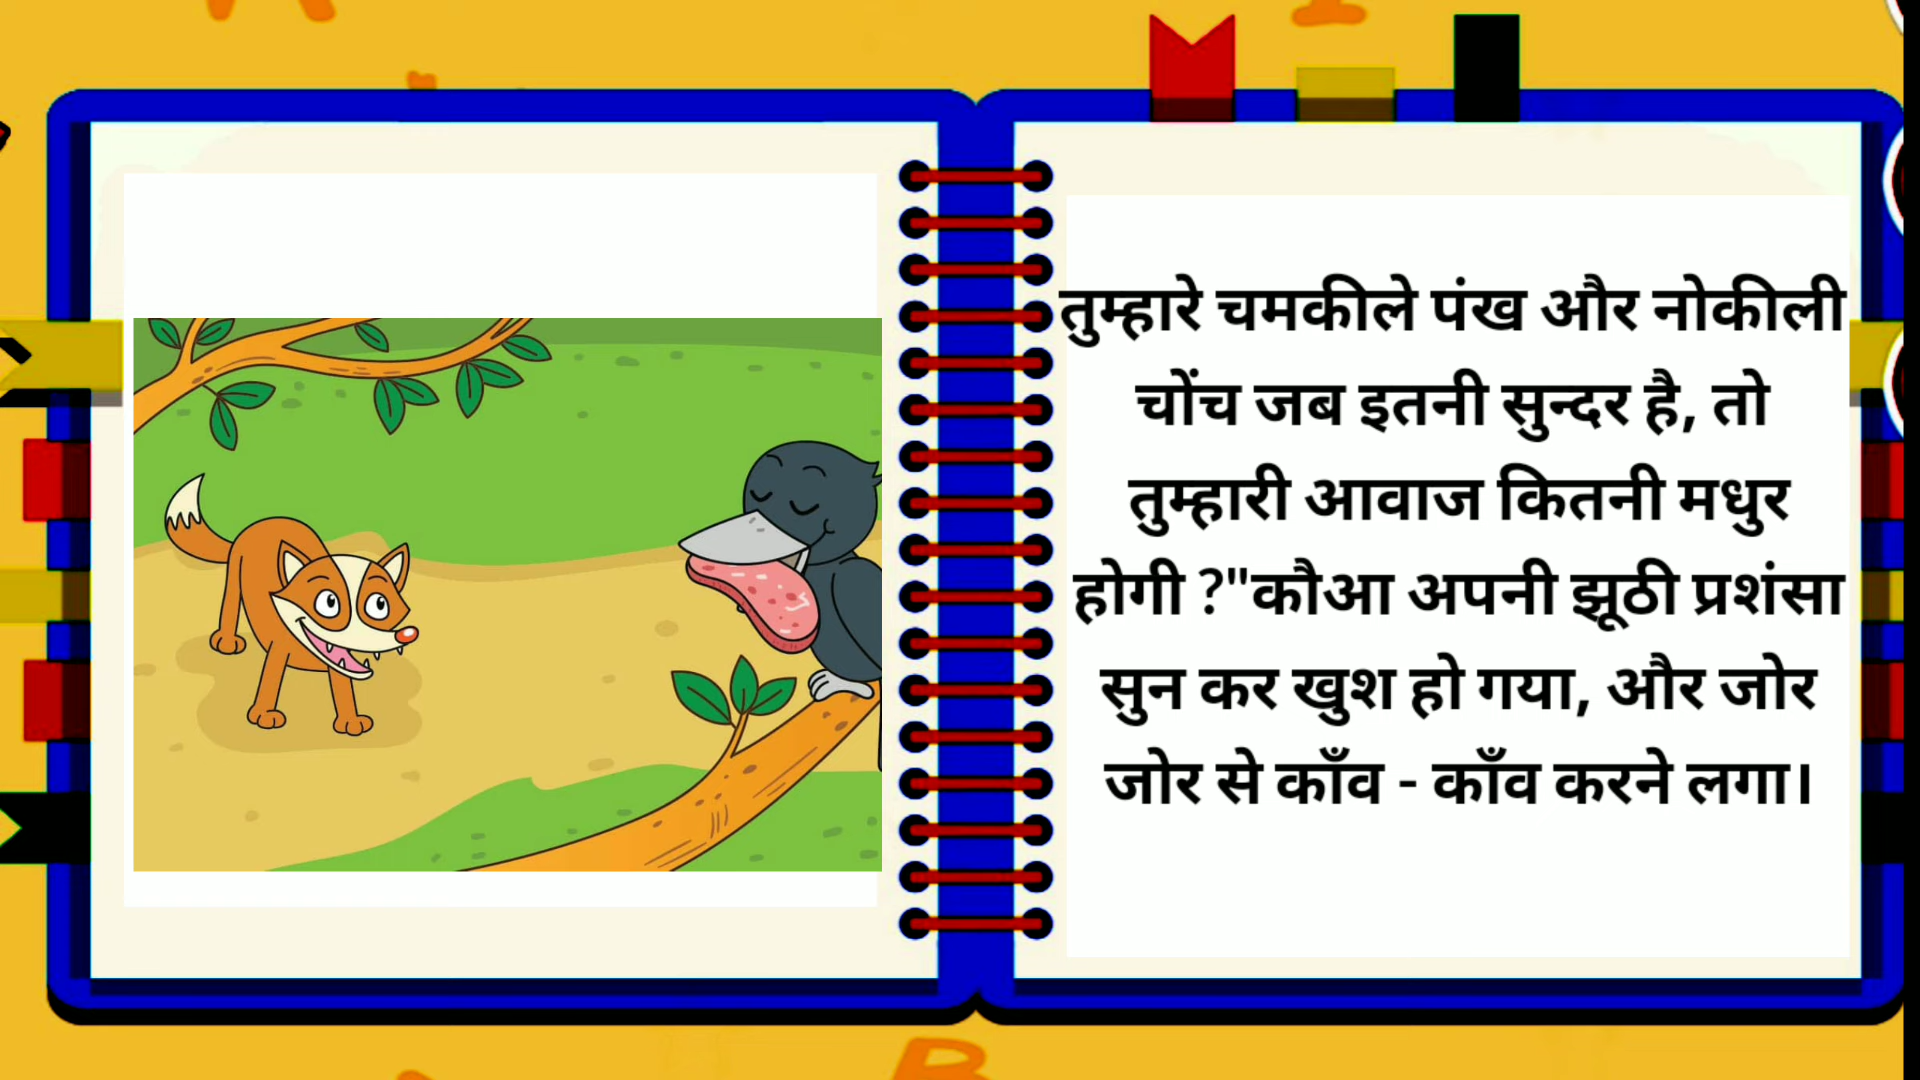 तुम्हारे चमकीले पंख और नोकीली
चोंच जब इतनी सुन्दर है, तो
तुम्हारी आवाज कितनी मधुर
होगी ?"कौआ अपनी झूठी प्रशंसा
सुन कर खुश हो गया, और जोर
जोर से काँव - काँव करने लगा।
B